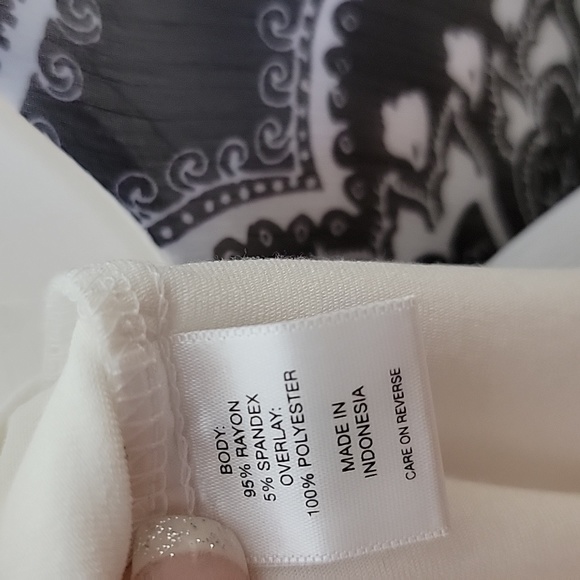 BODY:
95% RAYON
5% SPANDEX
OVERLAY:
100% POLYESTER
MADE IN
INDONESIA
CARE ON REVERSE